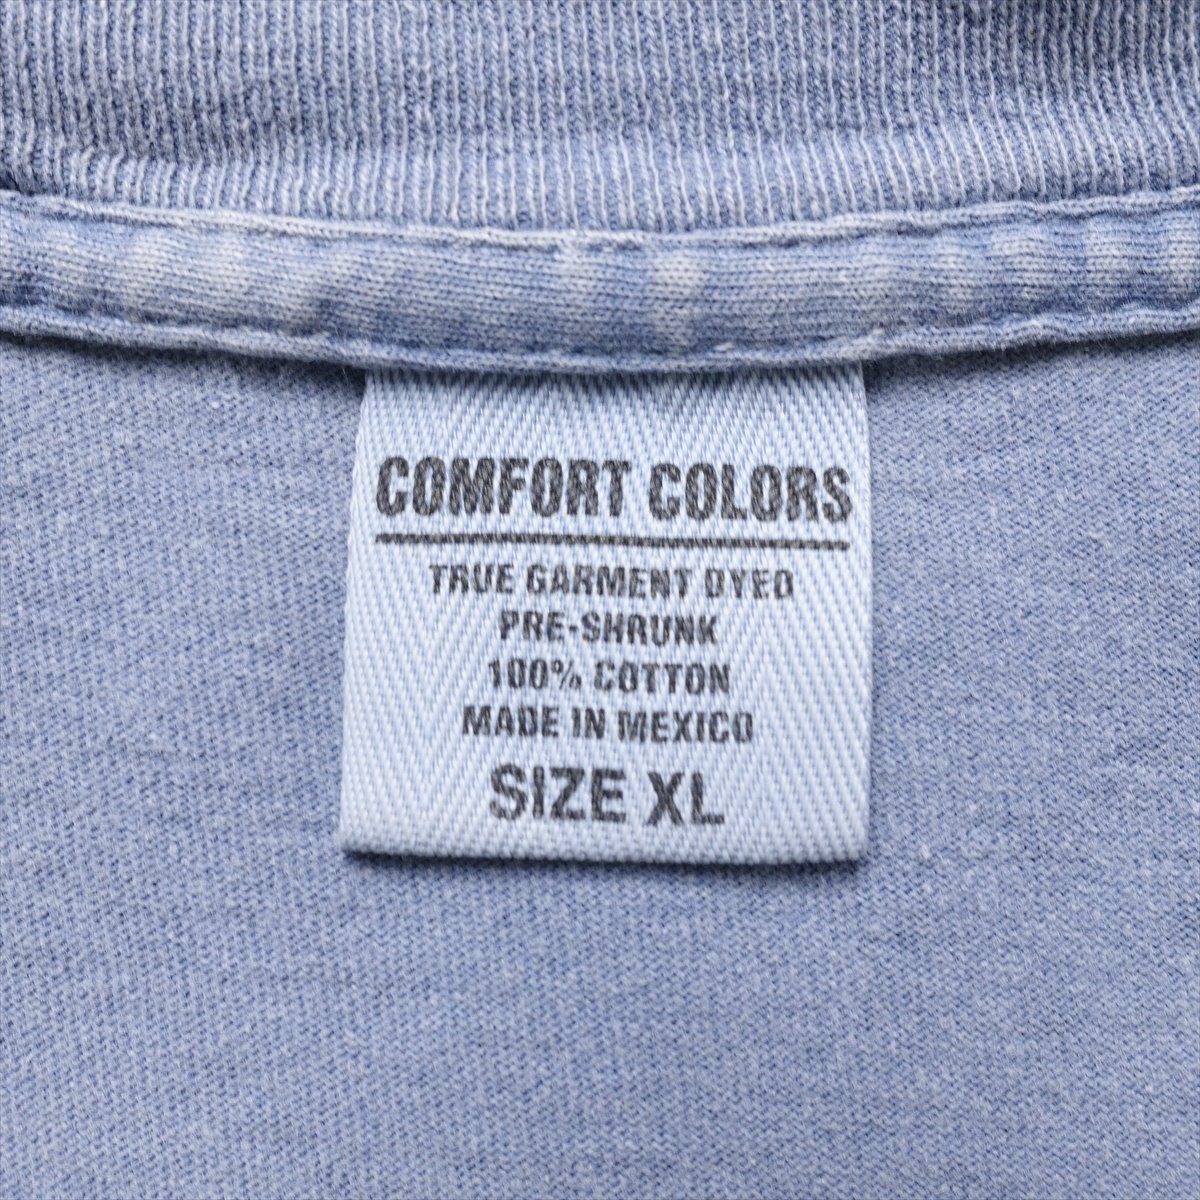 COMFORT COLORS
TRUE GARMENT DYED
PRE-SHRUNK
100% COTTON
MADE IN MEXICO
SIZE XL